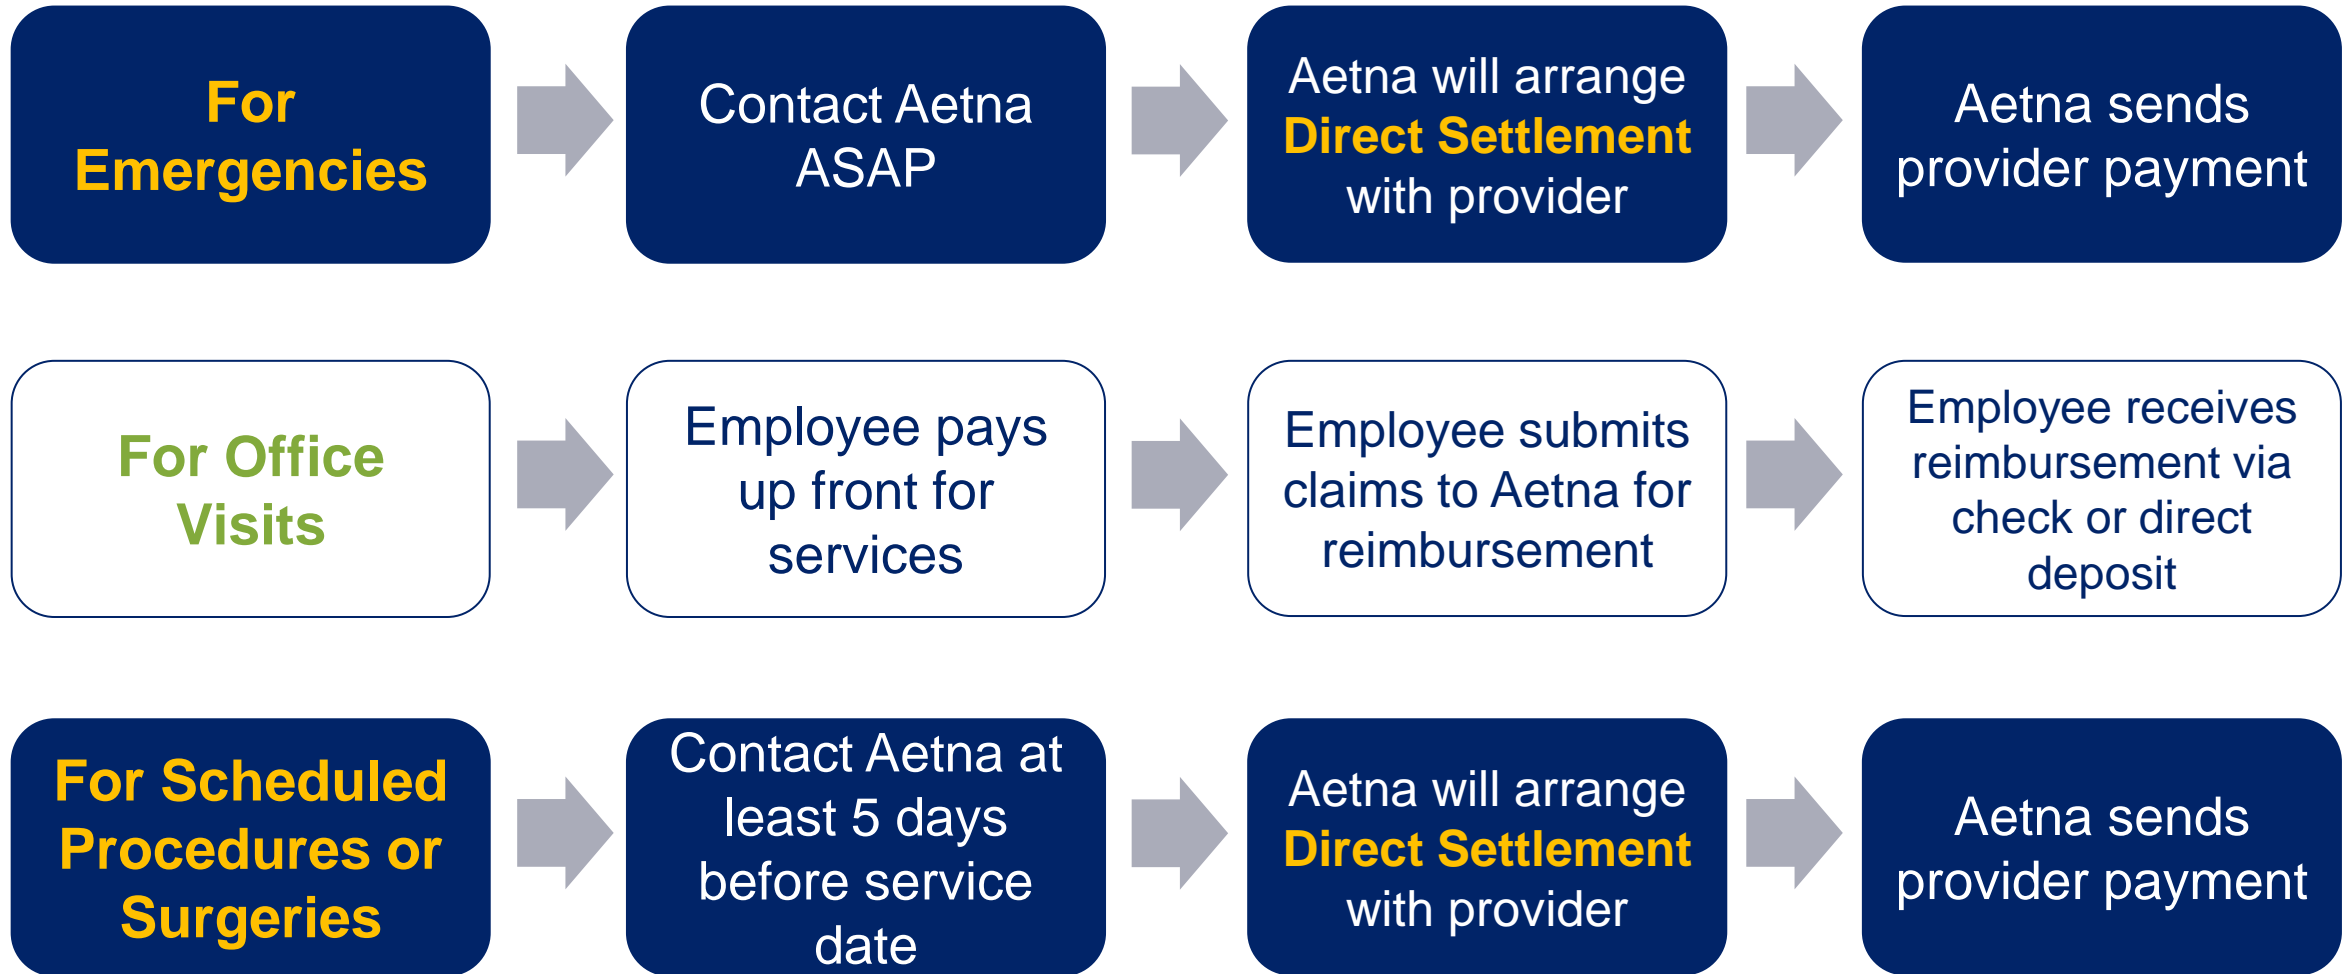 For
Emergencies
Contact Aetna
ASAP
Aetna will arrange
Direct Settlement
with provider
Aetna sends
provider payment
For Office
Visits
Employee pays
up front for
services
Employee submits
claims to Aetna for
reimbursement
Employee receives
reimbursement via
check or direct
deposit
For Scheduled
Procedures or
Surgeries
Contact Aetna at
least 5 days
before service
date
Aetna will arrange
Direct Settlement
with provider
Aetna sends
provider payment